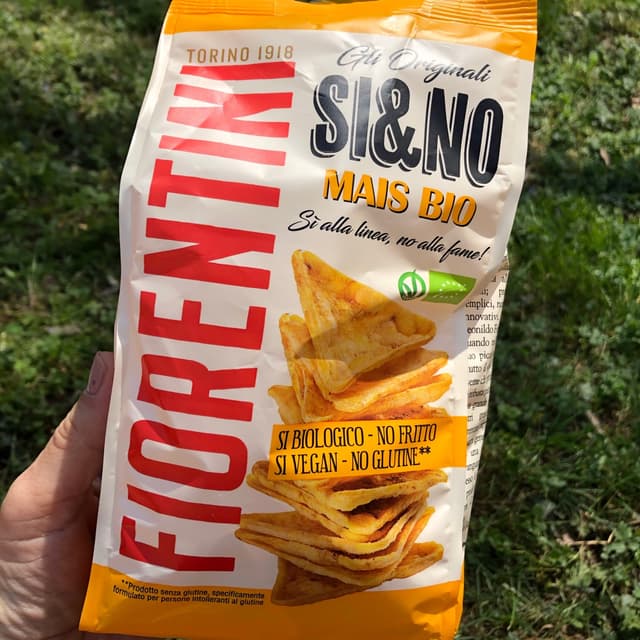 TORINO 1918
FIORENTINI
Gli Originali
SI&NO
MAIS BIO
Sì alla linea, no alla fame!
SI BIOLOGICO - NO FRITTO
SI VEGAN - NO GLUTINE**
**Prodotto senza glutine, specificamente
formulato per persone intolleranti al glutine